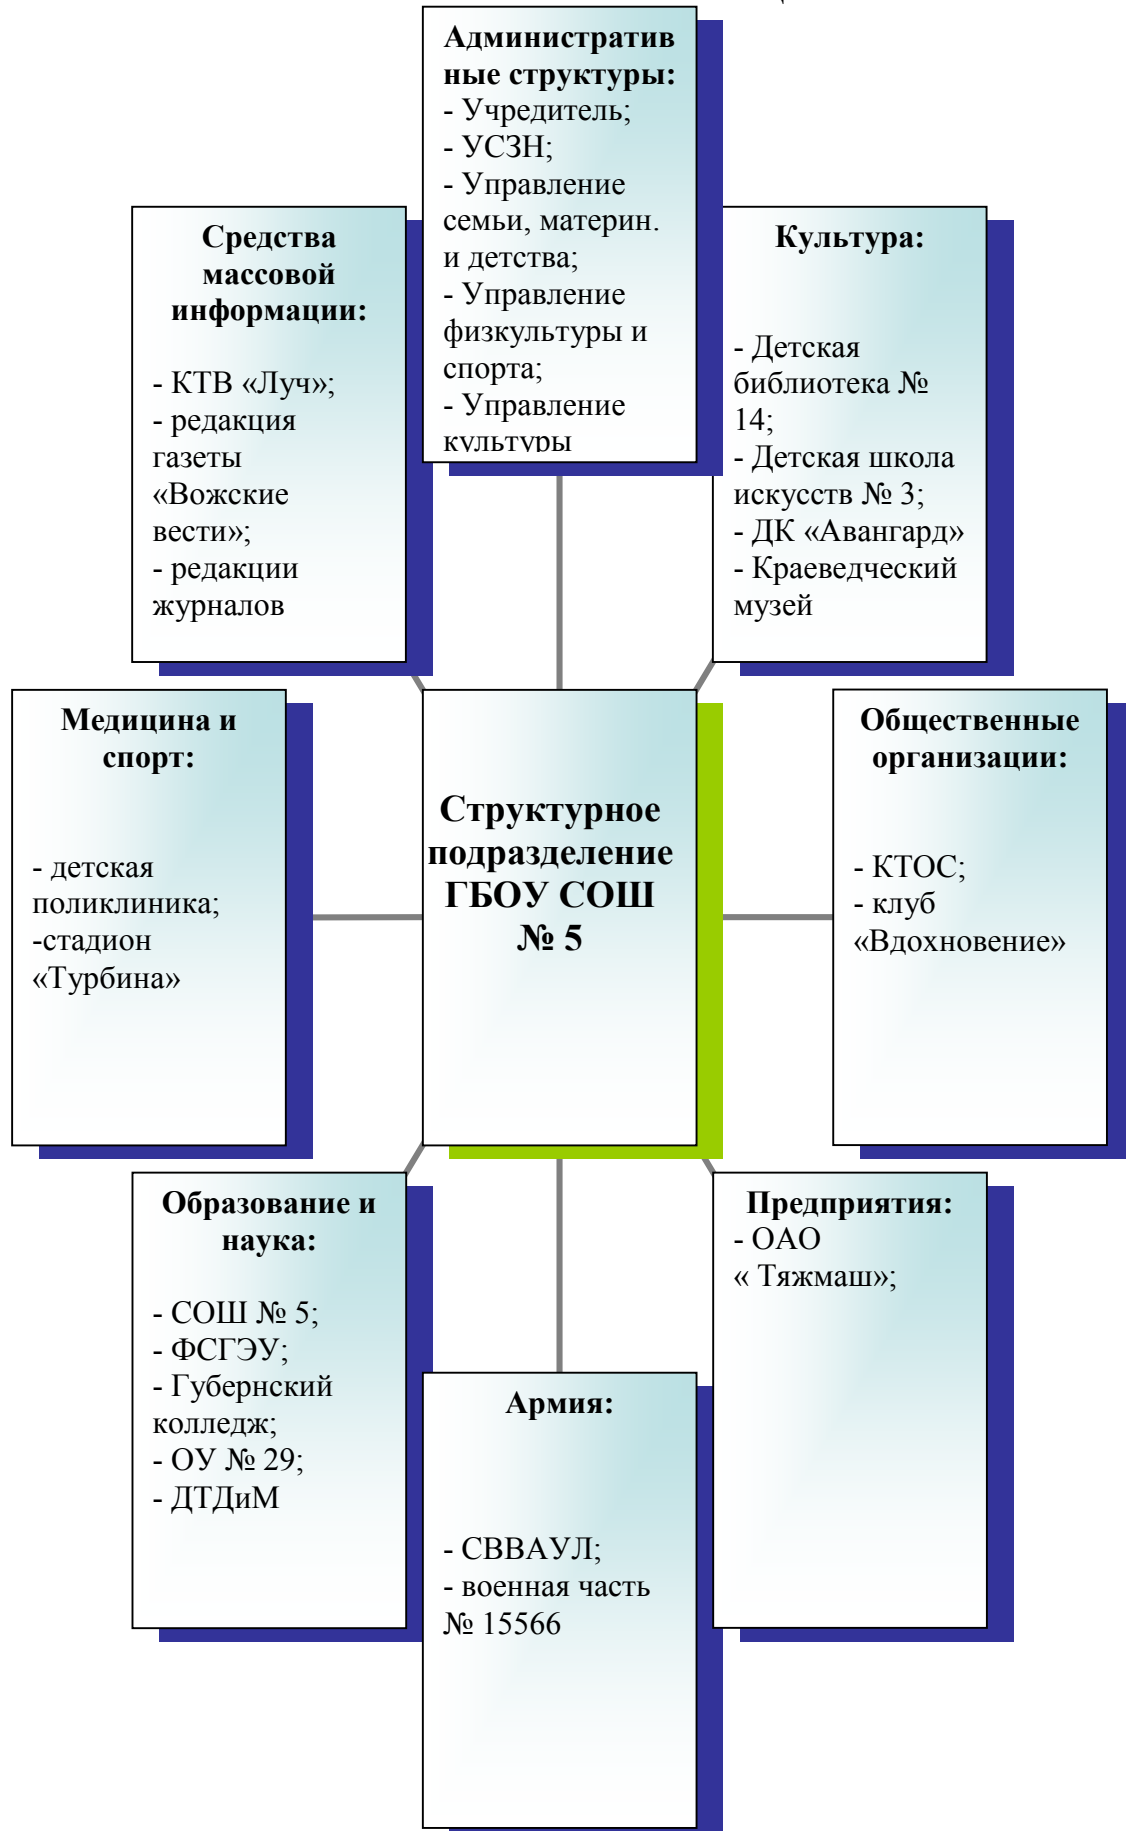 Административ
ные структуры:
- Учредитель;
- УСЗН;
- Управление
семьи, материн.
и детства;
- Управление
физкультуры и
спорта;
- Управление
культуры
Средства
массовой
информации:
- КТВ «Луч»;
- редакция
газеты
«Вожские
вести»;
- редакции
журналов
Культура:
- Детская
библиотека №
14;
- Детская школа
искусств № 3;
- ДК «Авангард»
- Краеведческий
музей
Медицина и
спорт:
- детская
поликлиника;
-стадион
«Турбина»
Структурное
подразделение
ГБОУ СОШ
№ 5
Общественные
организации:
- КТОС;
- клуб
«Вдохновение»
Образование и
наука:
- СОШ № 5;
- ФСГЭУ;
- Губернский
колледж;
- ОУ № 29;
- ДТДиМ
Предприятия:
- ОАО
« Тяжмаш»;
Армия:
- СВВАУЛ;
- военная часть
№ 15566